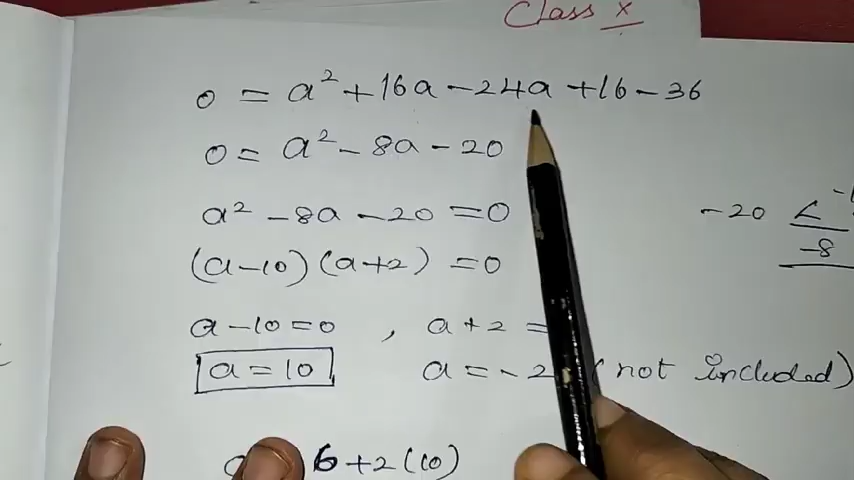 Class x
0 = a² + 16a - 24a + 16 - 36
0 = a² - 8a - 20
a² - 8a - 20 = 0
-20 <
-8
(a-10) (a+2) = 0
a - 10 = 0 , a + 2 =
a = 10
a = -2 (not included)
6 + 2(10)